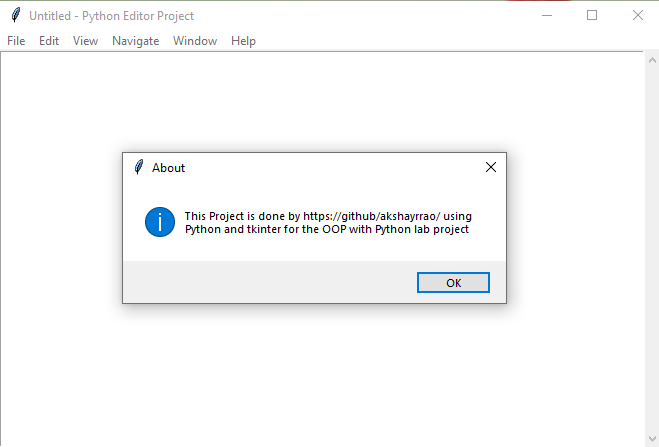 Untitled - Python Editor Project
File Edit View Navigate Window Help
About
This Project is done by https://github/akshayrrao/ using
Python and tkinter for the OOP with Python lab project
OK